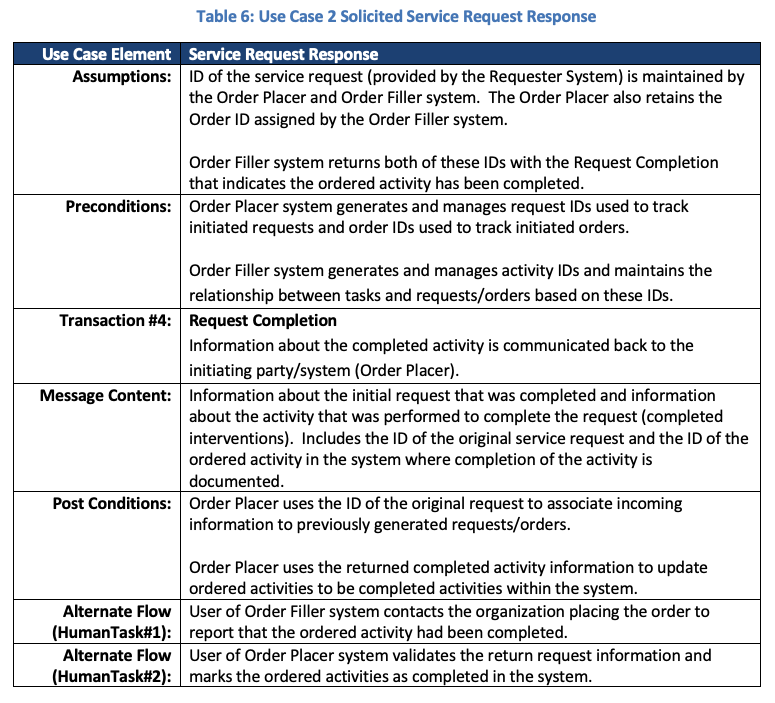 Table 6: Use Case 2 Solicited Service Request Response
Use Case Element Service Request Response
Assumptions: ID of the service request (provided by the Requester System) is maintained by
the Order Placer and Order Filler system.  The Order Placer also retains the
Order ID assigned by the Order Filler system.
Order Filler system returns both of these IDs with the Request Completion
that indicates the ordered activity has been completed.
Preconditions: Order Placer system generates and manages request IDs used to track
initiated requests and order IDs used to track initiated orders.
Order Filler system generates and manages activity IDs and maintains the
relationship between tasks and requests/orders based on these IDs.
Transaction #4: Request Completion
Information about the completed activity is communicated back to the
initiating party/system (Order Placer).
Message Content: Information about the initial request that was completed and information
about the activity that was performed to complete the request (completed
interventions).  Includes the ID of the original service request and the ID of the
ordered activity in the system where completion of the activity is
documented.
Post Conditions: Order Placer uses the ID of the original request to associate incoming
information to previously generated requests/orders.
Order Placer uses the returned completed activity information to update
ordered activities to be completed activities within the system.
Alternate Flow User of Order Filler system contacts the organization placing the order to
(HumanTask#1): report that the ordered activity had been completed.
Alternate Flow User of Order Placer system validates the return request information and
(HumanTask#2): marks the ordered activities as completed in the system.